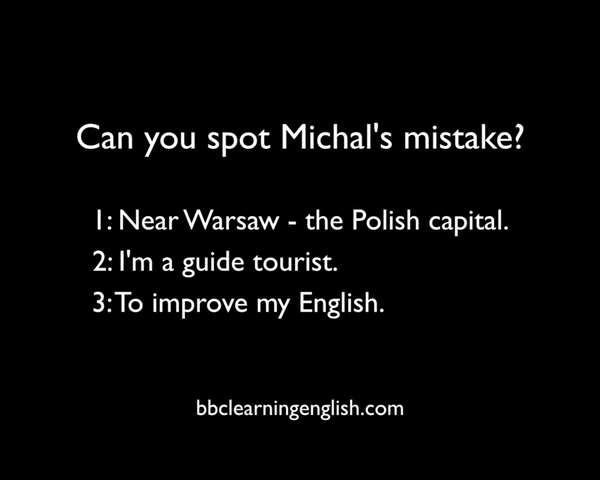 Can you spot Michal's mistake?
1: Near Warsaw - the Polish capital.
2: I'm a guide tourist.
3: To improve my English.
bbclearningenglish.com